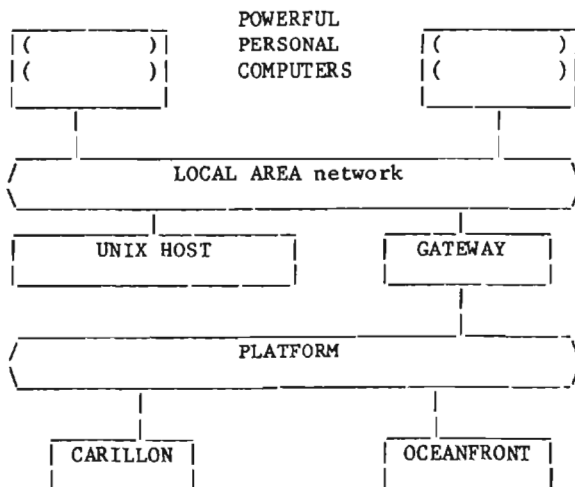 POWERFUL
PERSONAL
COMPUTERS
LOCAL AREA network
UNIX HOST
GATEWAY
PLATFORM
CARILLON
OCEANFRONT